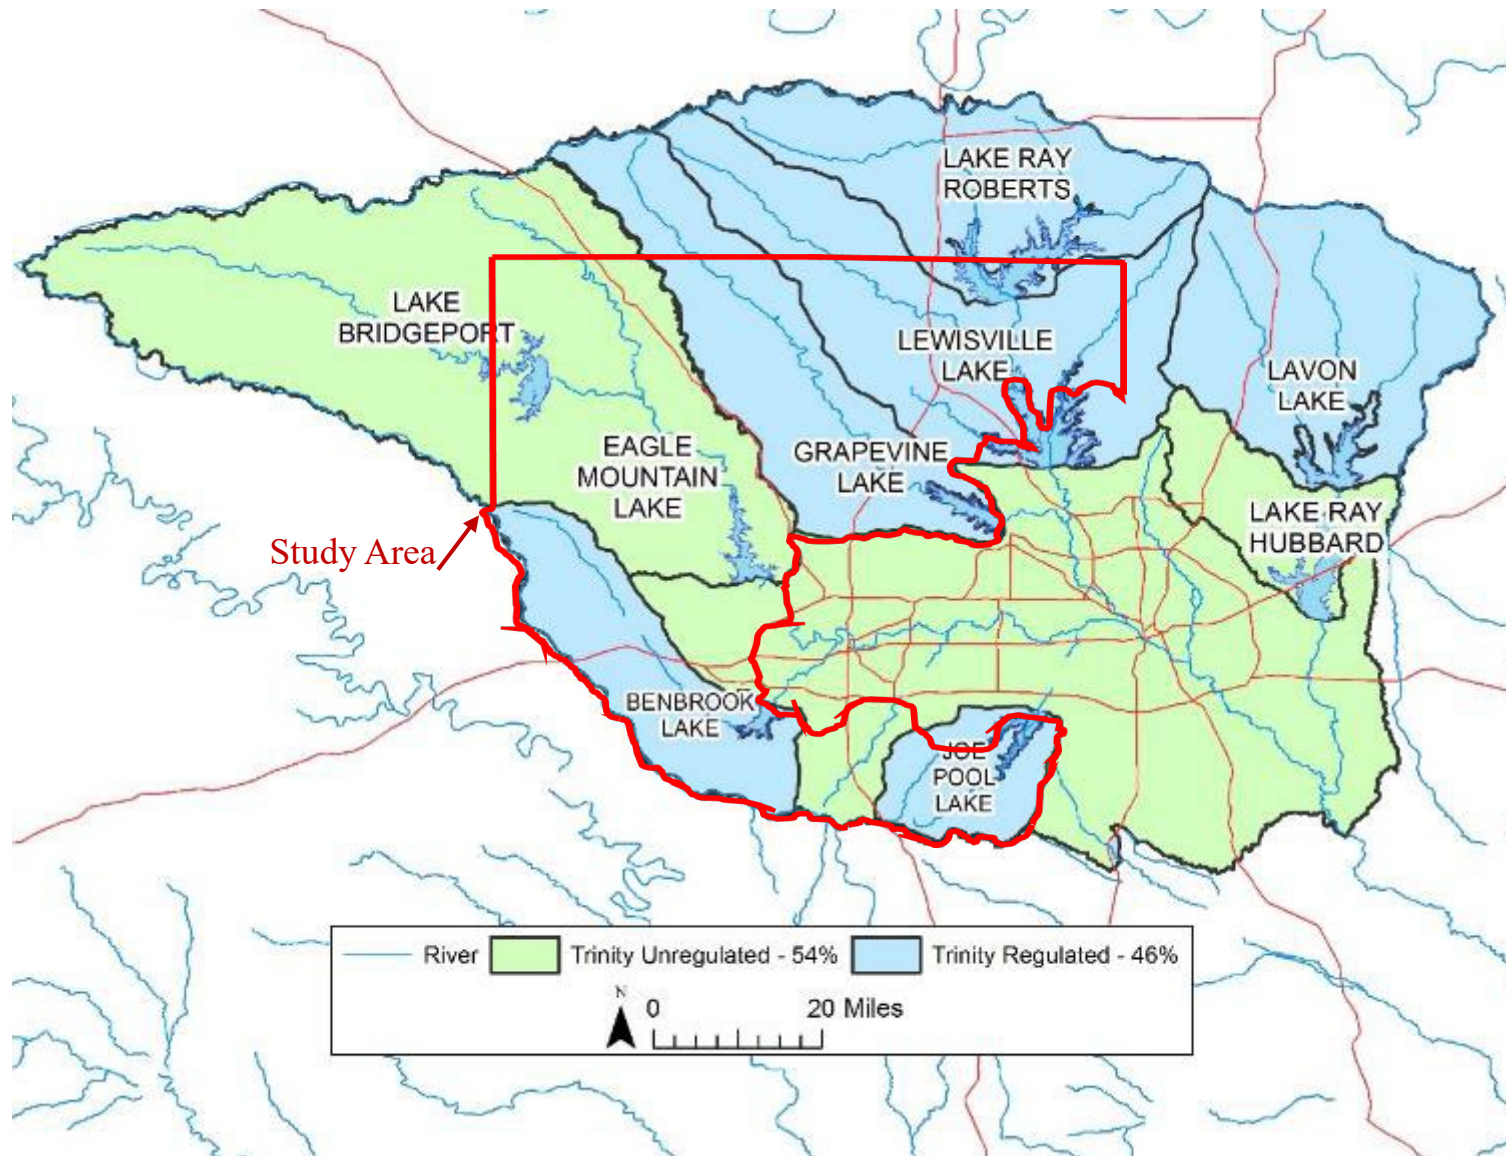 LAKE RAY
ROBERTS
LAKE
BRIDGEPORT
LEWISVILLE
LAKE
LAVON
LAKE
EAGLE
MOUNTAIN
LAKE
GRAPEVINE
LAKE
LAKE RAY
HUBBARD
Study Area
BENBROOK
LAKE
JOE
POOL
LAKE
River
Trinity Unregulated - 54%
Trinity Regulated - 46%
N
0
20 Miles